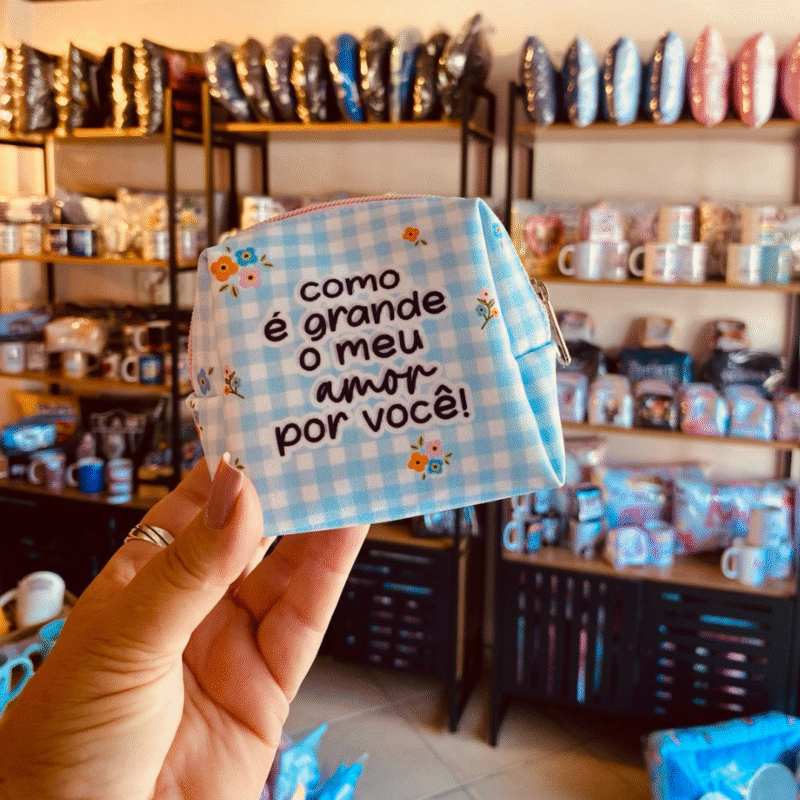 como
é grande
o meu
amor
por você!